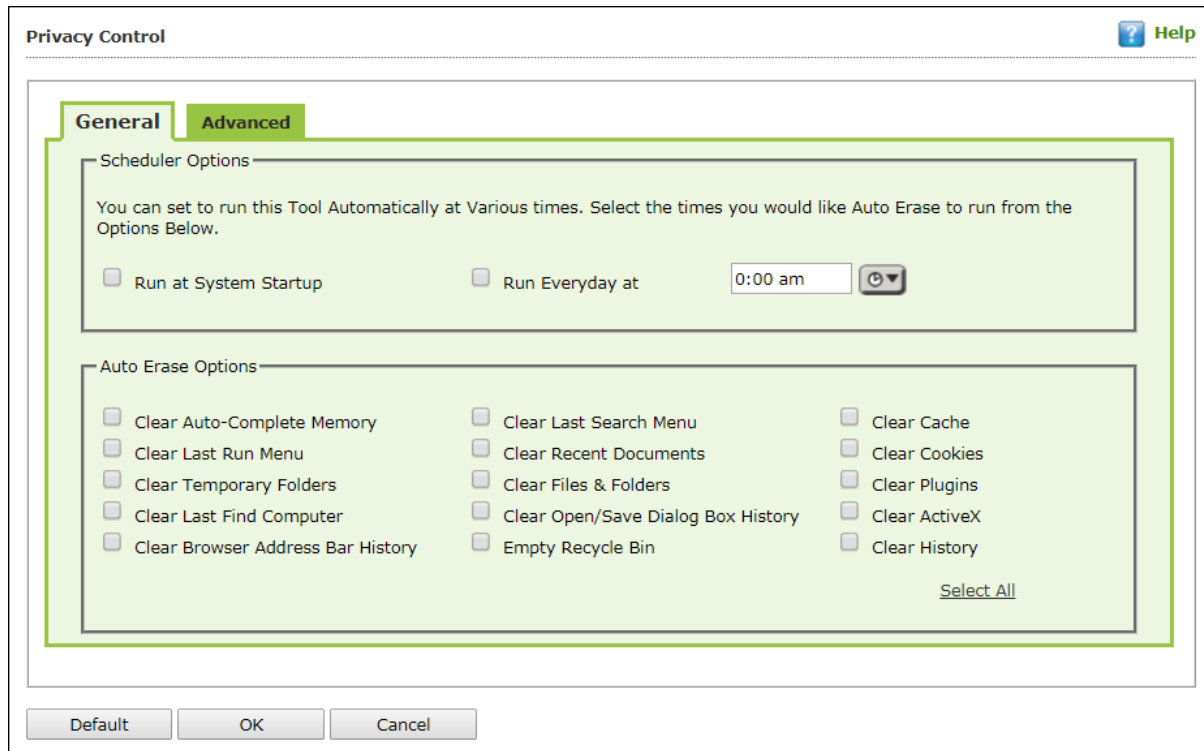 Privacy Control
? Help
General
Advanced
Scheduler Options
You can set to run this Tool Automatically at Various times. Select the times you would like Auto Erase to run from the
Options Below.
Run at System Startup
Run Everyday at
0:00 am
Auto Erase Options
Clear Auto-Complete Memory
Clear Last Search Menu
Clear Cache
Clear Last Run Menu
Clear Recent Documents
Clear Cookies
Clear Temporary Folders
Clear Files & Folders
Clear Plugins
Clear Last Find Computer
Clear Open/Save Dialog Box History
Clear ActiveX
Clear Browser Address Bar History
Empty Recycle Bin
Clear History
Select All
Default
OK
Cancel